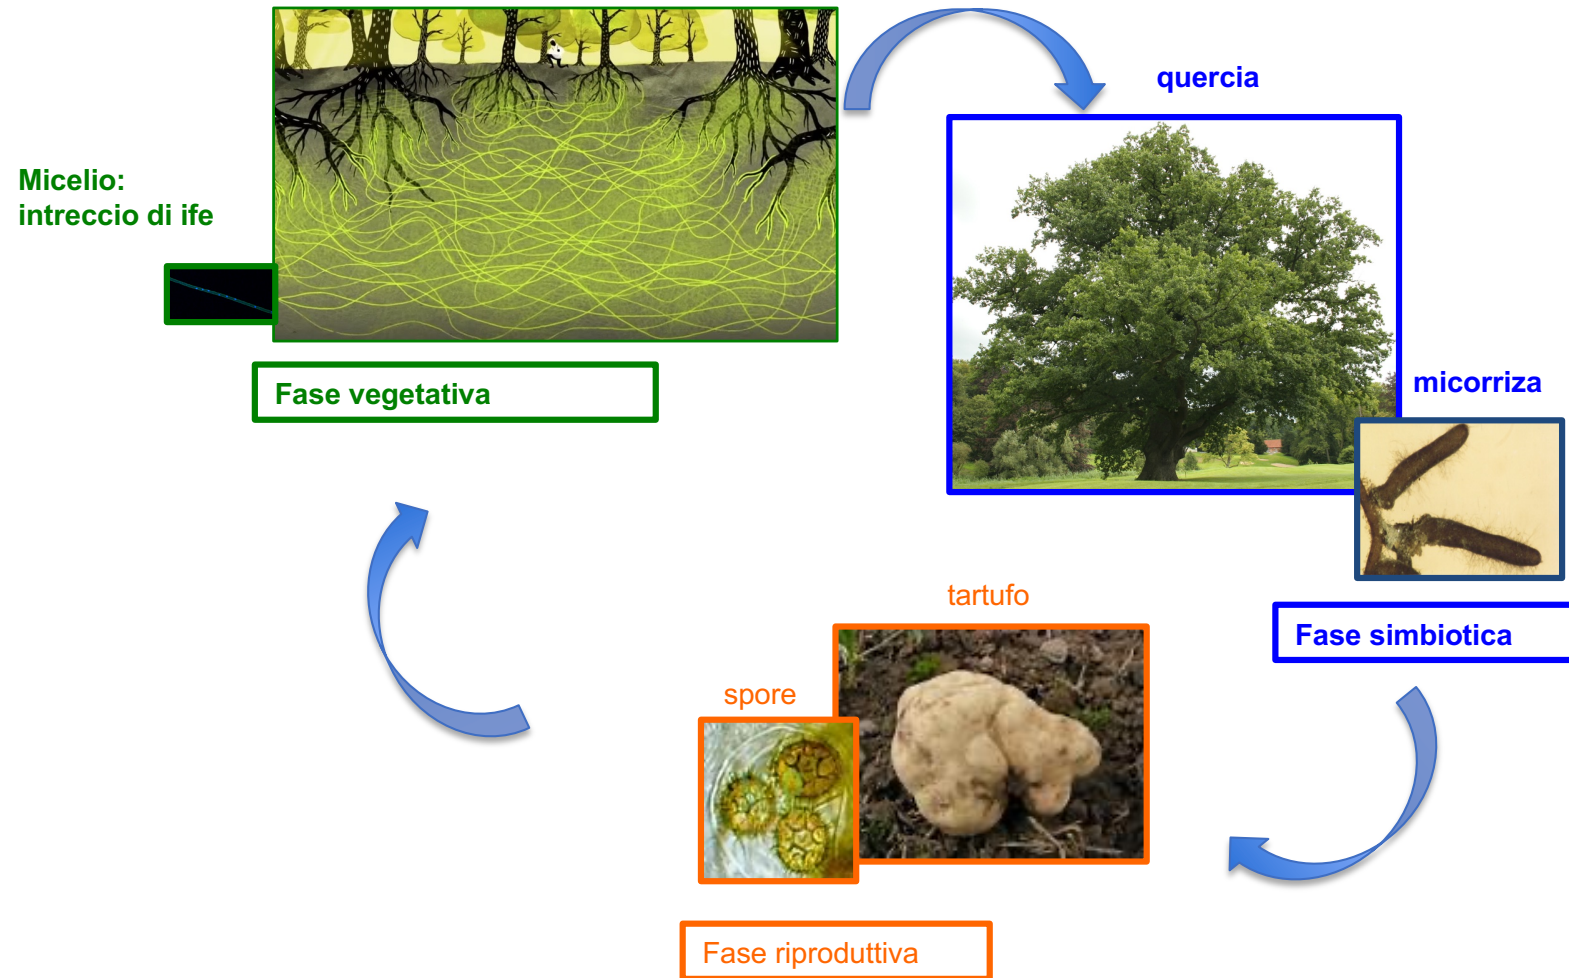 Micelio:
intreccio di ife
Fase vegetativa
quercia
micorriza
Fase simbiotica
tartufo
spore
Fase riproduttiva